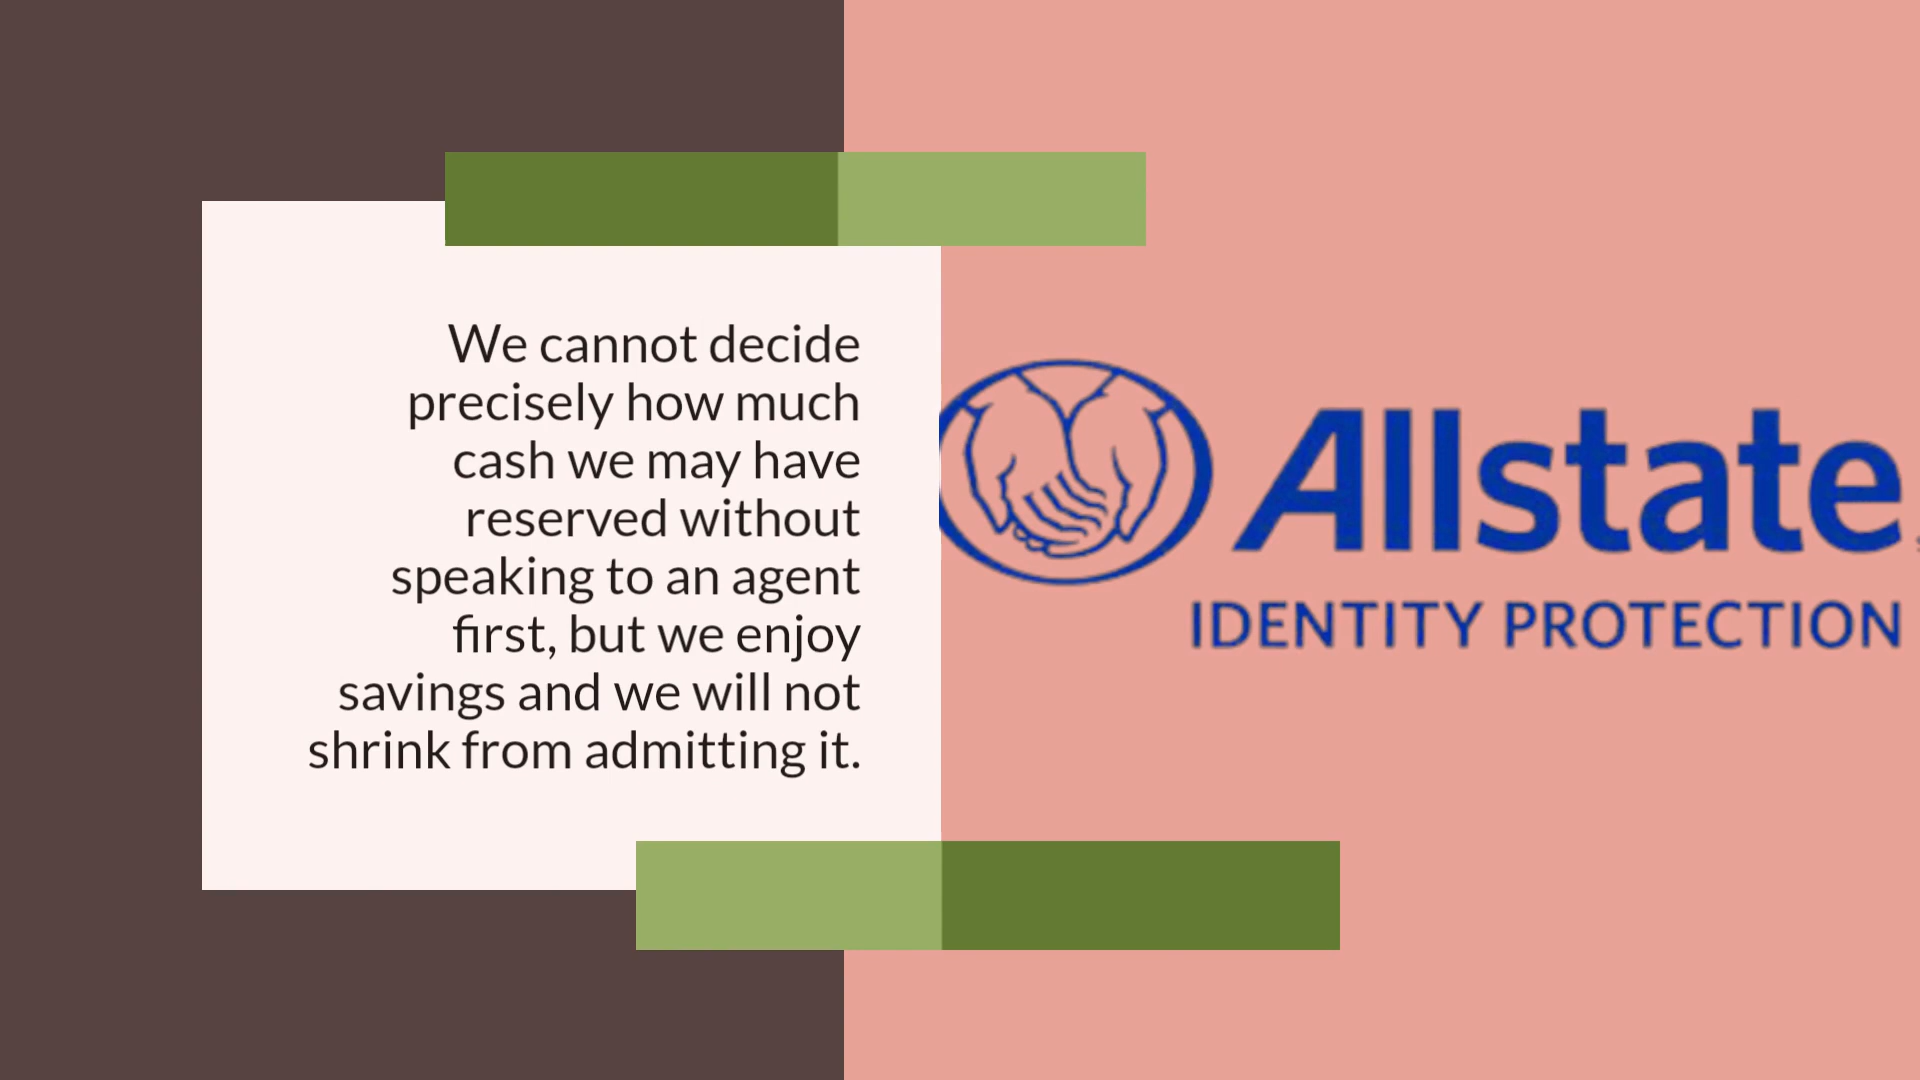 We cannot decide
precisely how much
cash we may have
reserved without
speaking to an agent
first, but we enjoy
savings and we will not
shrink from admitting it.
Allstate
IDENTITY PROTECTION